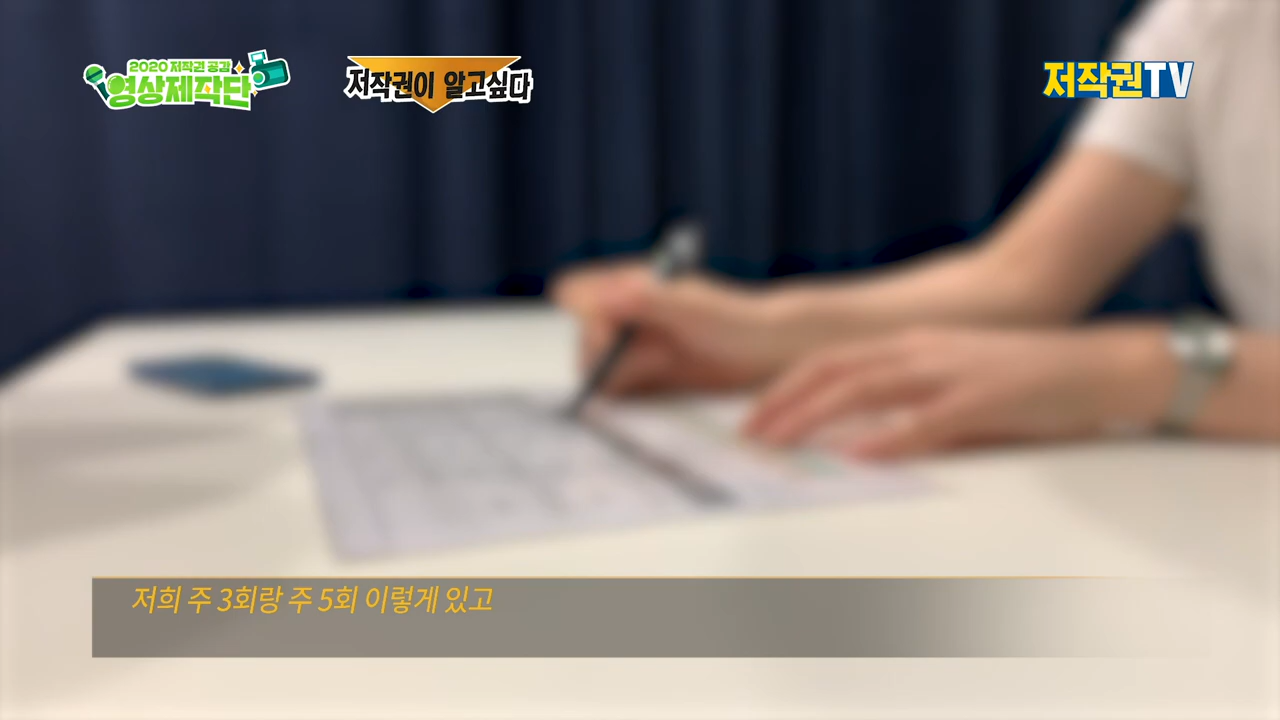 2020 저작권 공감
영상제작단
저작권이 알고싶다
저작권TV
저희 주 3회랑 주 5회 이렇게 있고